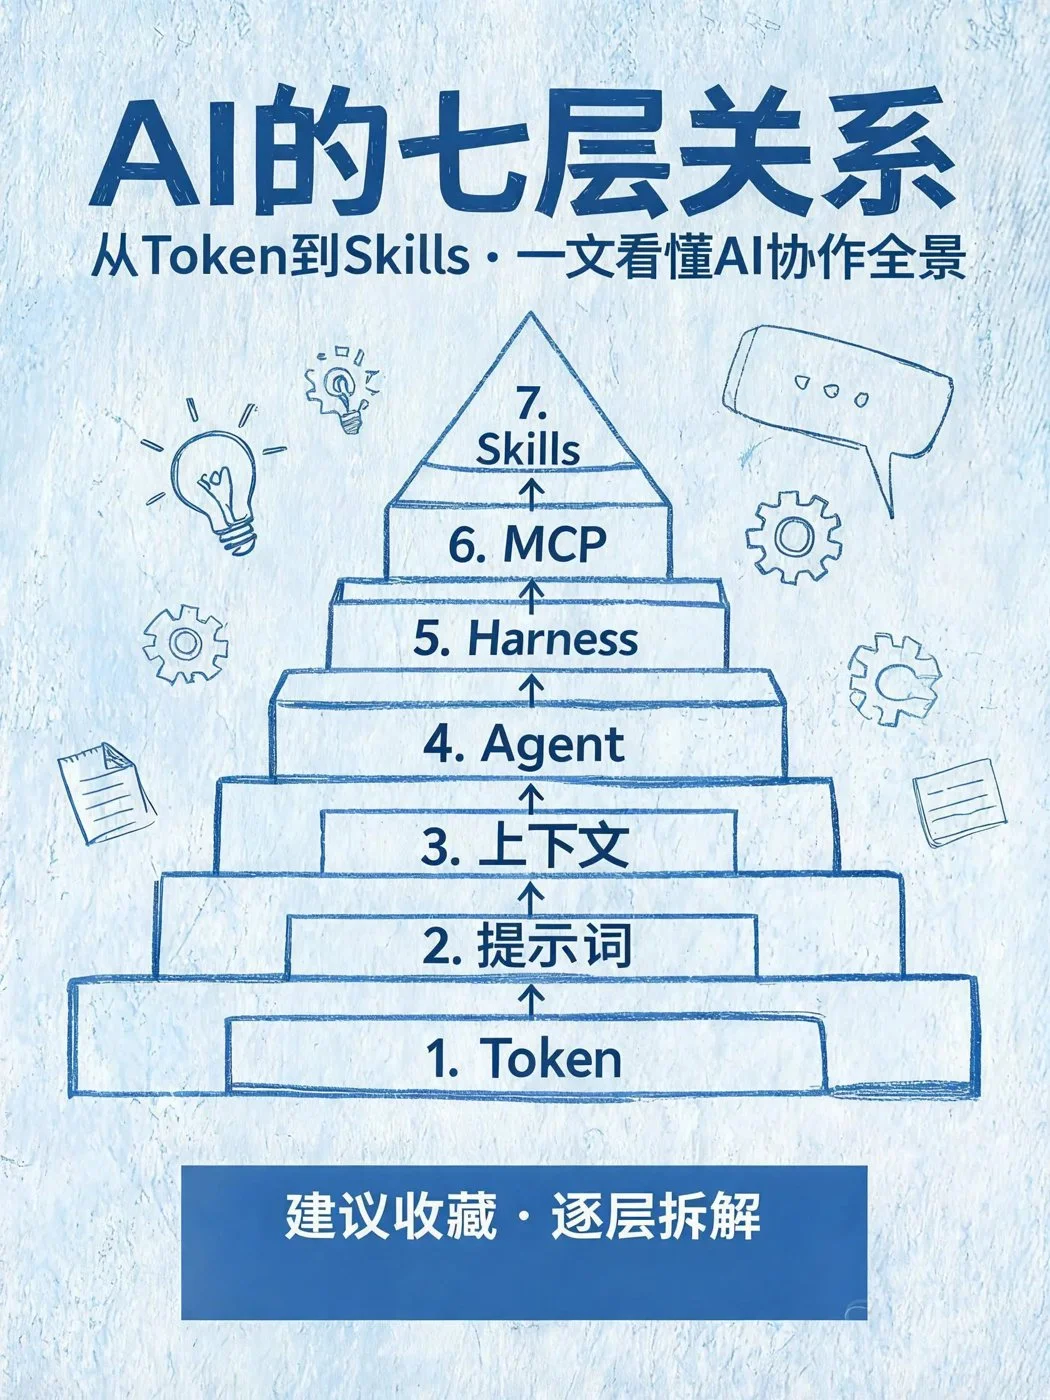 AI的七层关系
从Token到Skills·一文看懂AI协作全景
7.
Skills
6. MCP
5. Harness
4. Agent
3. 上下文
2. 提示词
1. Token
建议收藏·逐层拆解